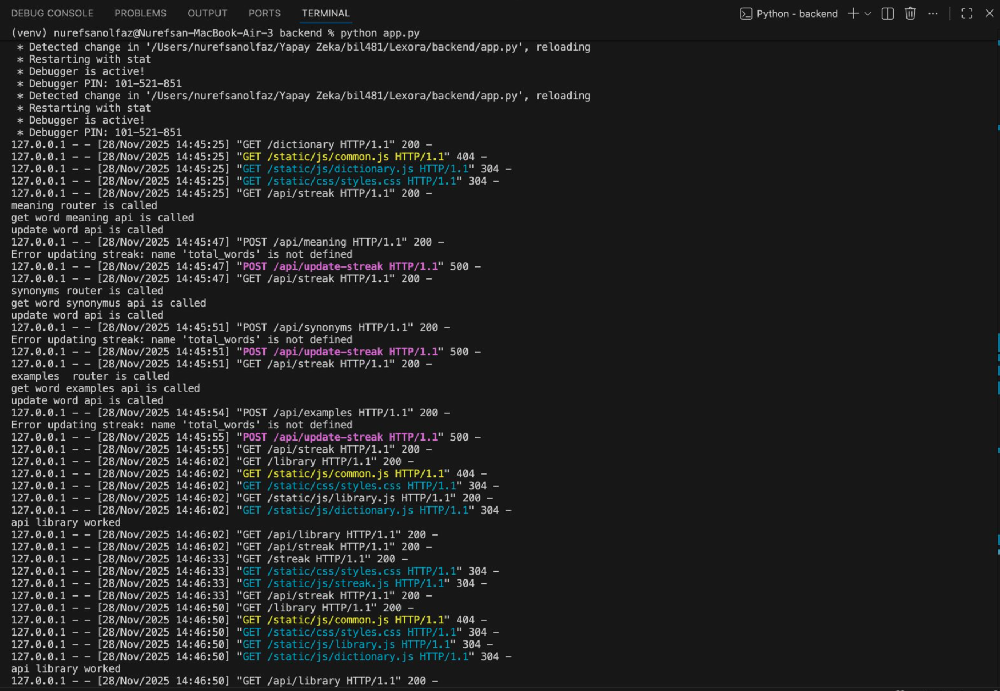 DEBUG CONSOLE PROBLEMS OUTPUT PORTS TERMINAL Python - backend
(venv) nurefsanolfaz@Nurefsan-MacBook-Air-3 backend % python app.py
 * Detected change in '/Users/nurefsanolfaz/Yapay Zeka/bil481/Lexora/backend/app.py', reloading
 * Restarting with stat
 * Debugger is active!
 * Debugger PIN: 101-521-851
 * Detected change in '/Users/nurefsanolfaz/Yapay Zeka/bil481/Lexora/backend/app.py', reloading
 * Restarting with stat
 * Debugger is active!
 * Debugger PIN: 101-521-851
127.0.0.1 - - [28/Nov/2025 14:45:25] "GET /dictionary HTTP/1.1" 200 -
127.0.0.1 - - [28/Nov/2025 14:45:25] "GET /static/js/common.js HTTP/1.1" 404 -
127.0.0.1 - - [28/Nov/2025 14:45:25] "GET /static/js/dictionary.js HTTP/1.1" 304 -
127.0.0.1 - - [28/Nov/2025 14:45:25] "GET /static/css/styles.css HTTP/1.1" 304 -
127.0.0.1 - - [28/Nov/2025 14:45:25] "GET /api/streak HTTP/1.1" 200 -
meaning router is called
get word meaning api is called
update word api is called
127.0.0.1 - - [28/Nov/2025 14:45:47] "POST /api/meaning HTTP/1.1" 200 -
Error updating streak: name 'total_words' is not defined
127.0.0.1 - - [28/Nov/2025 14:45:47] "POST /api/update-streak HTTP/1.1" 500 -
127.0.0.1 - - [28/Nov/2025 14:45:47] "GET /api/streak HTTP/1.1" 200 -
synonyms router is called
get word synonymus api is called
update word api is called
127.0.0.1 - - [28/Nov/2025 14:45:51] "POST /api/synonyms HTTP/1.1" 200 -
Error updating streak: name 'total_words' is not defined
127.0.0.1 - - [28/Nov/2025 14:45:51] "POST /api/update-streak HTTP/1.1" 500 -
127.0.0.1 - - [28/Nov/2025 14:45:51] "GET /api/streak HTTP/1.1" 200 -
examples  router is called
get word examples api is called
update word api is called
127.0.0.1 - - [28/Nov/2025 14:45:54] "POST /api/examples HTTP/1.1" 200 -
Error updating streak: name 'total_words' is not defined
127.0.0.1 - - [28/Nov/2025 14:45:55] "POST /api/update-streak HTTP/1.1" 500 -
127.0.0.1 - - [28/Nov/2025 14:45:55] "GET /api/streak HTTP/1.1" 200 -
127.0.0.1 - - [28/Nov/2025 14:46:02] "GET /library HTTP/1.1" 200 -
127.0.0.1 - - [28/Nov/2025 14:46:02] "GET /static/js/common.js HTTP/1.1" 404 -
127.0.0.1 - - [28/Nov/2025 14:46:02] "GET /static/css/styles.css HTTP/1.1" 304 -
127.0.0.1 - - [28/Nov/2025 14:46:02] "GET /static/js/library.js HTTP/1.1" 200 -
127.0.0.1 - - [28/Nov/2025 14:46:02] "GET /static/js/dictionary.js HTTP/1.1" 304 -
api library worked
127.0.0.1 - - [28/Nov/2025 14:46:02] "GET /api/library HTTP/1.1" 200 -
127.0.0.1 - - [28/Nov/2025 14:46:02] "GET /api/streak HTTP/1.1" 200 -
127.0.0.1 - - [28/Nov/2025 14:46:33] "GET /streak HTTP/1.1" 200 -
127.0.0.1 - - [28/Nov/2025 14:46:33] "GET /static/css/styles.css HTTP/1.1" 304 -
127.0.0.1 - - [28/Nov/2025 14:46:33] "GET /static/js/streak.js HTTP/1.1" 304 -
127.0.0.1 - - [28/Nov/2025 14:46:33] "GET /api/streak HTTP/1.1" 200 -
127.0.0.1 - - [28/Nov/2025 14:46:50] "GET /library HTTP/1.1" 200 -
127.0.0.1 - - [28/Nov/2025 14:46:50] "GET /static/js/common.js HTTP/1.1" 404 -
127.0.0.1 - - [28/Nov/2025 14:46:50] "GET /static/css/styles.css HTTP/1.1" 304 -
127.0.0.1 - - [28/Nov/2025 14:46:50] "GET /static/js/library.js HTTP/1.1" 304 -
127.0.0.1 - - [28/Nov/2025 14:46:50] "GET /static/js/dictionary.js HTTP/1.1" 304 -
api library worked
127.0.0.1 - - [28/Nov/2025 14:46:50] "GET /api/library HTTP/1.1" 200 -